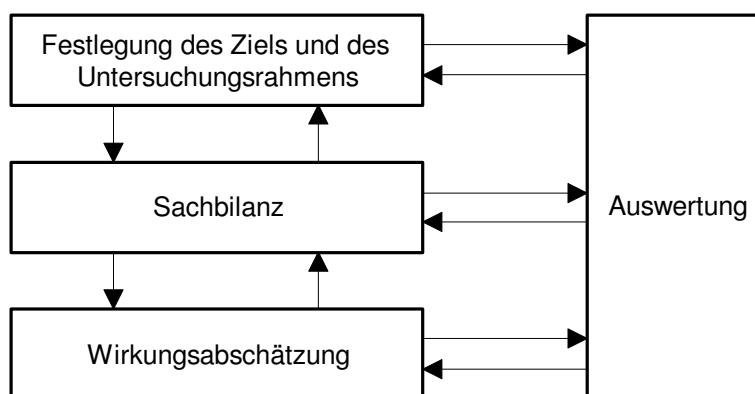 Festlegung des Ziels und des
Untersuchungsrahmens
Sachbilanz
Auswertung
Wirkungsabschätzung